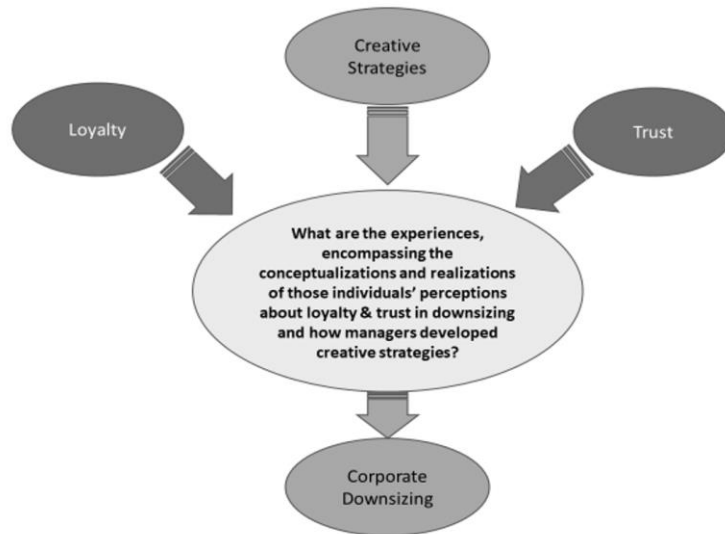 Creative
Strategies
Loyalty
Trust
What are the experiences,
encompassing the
conceptualizations and realizations
of those individuals’ perceptions
about loyalty & trust in downsizing
and how managers developed
creative strategies?
Corporate
Downsizing